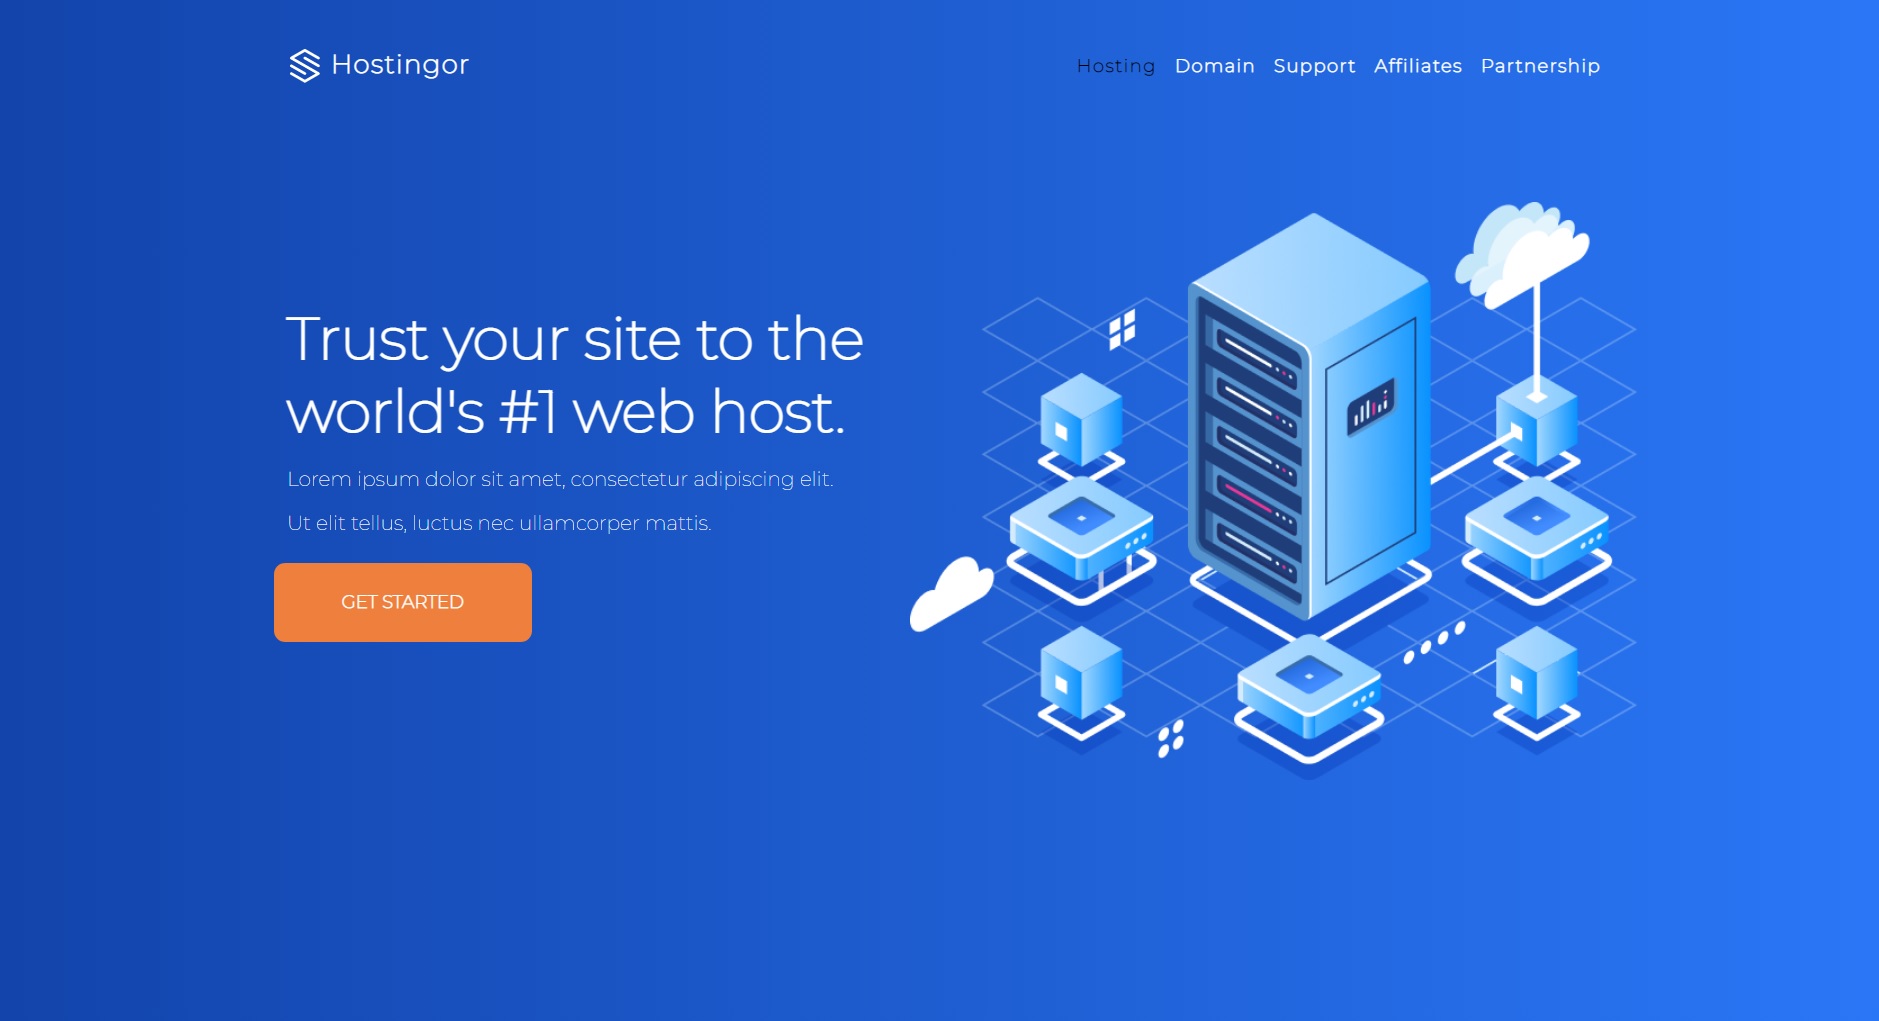 Hostingor
Hosting Domain Support Affiliates Partnership
Trust your site to the
world's #1 web host.
Lorem ipsum dolor sit amet, consectetur adipiscing elit.
Ut elit tellus, luctus nec ullamcorper mattis.
GET STARTED